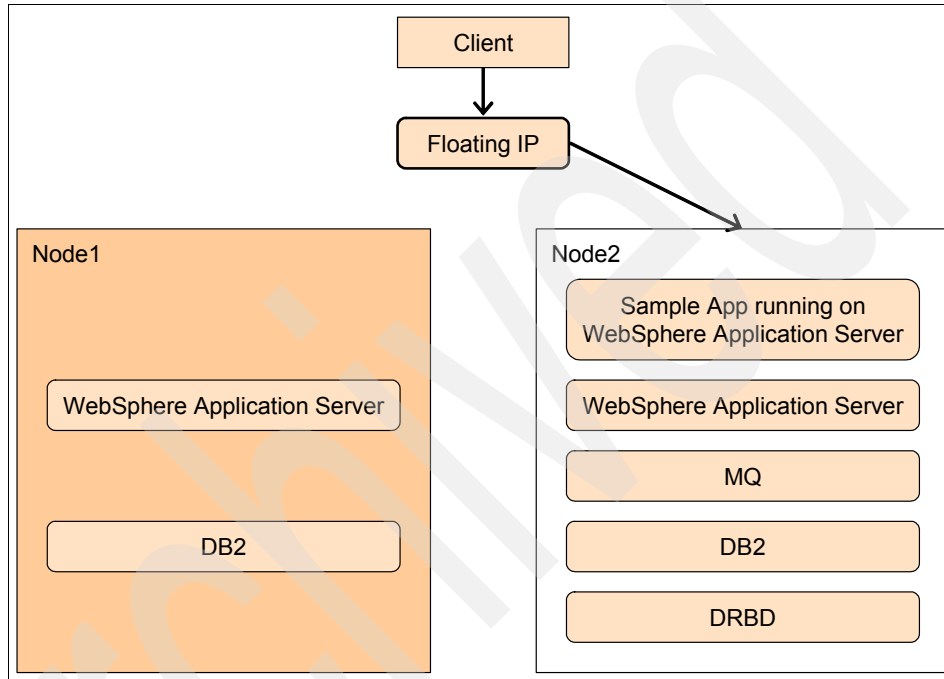 Client
Floating IP
Node1
WebSphere Application Server
DB2
Node2
Sample App running on
WebSphere Application Server
WebSphere Application Server
MQ
DB2
DRBD